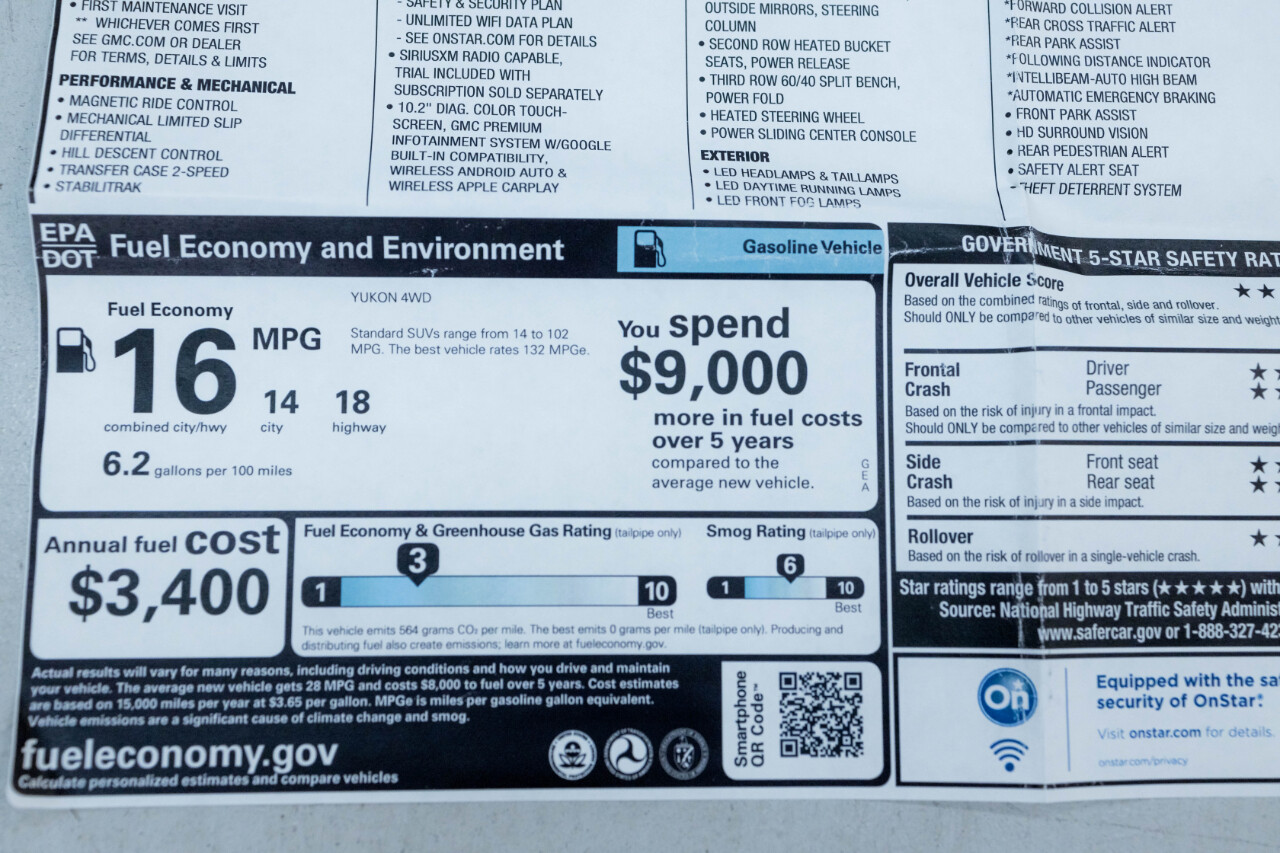 • FIRST MAINTENANCE VISIT
** WHICHEVER COMES FIRST
SEE GMC.COM OR DEALER
FOR TERMS, DETAILS & LIMITS
PERFORMANCE & MECHANICAL
• MAGNETIC RIDE CONTROL
• MECHANICAL LIMITED SLIP
DIFFERENTIAL
• HILL DESCENT CONTROL
• TRANSFER CASE 2-SPEED
• STABILITRAK
- SAFETY & SECURITY PLAN
- UNLIMITED WIFI DATA PLAN
- SEE ONSTAR.COM FOR DETAILS
• SIRIUSXM RADIO CAPABLE,
TRIAL INCLUDED WITH
SUBSCRIPTION SOLD SEPARATELY
• 10.2" DIAG. COLOR TOUCH-
SCREEN, GMC PREMIUM
INFOTAINMENT SYSTEM W/GOOGLE
BUILT-IN COMPATIBILITY,
WIRELESS ANDROID AUTO &
WIRELESS APPLE CARPLAY
OUTSIDE MIRRORS, STEERING
COLUMN
• SECOND ROW HEATED BUCKET
SEATS, POWER RELEASE
• THIRD ROW 60/40 SPLIT BENCH,
POWER FOLD
• HEATED STEERING WHEEL
• POWER SLIDING CENTER CONSOLE
EXTERIOR
• LED HEADLAMPS & TAILLAMPS
• LED DAYTIME RUNNING LAMPS
• LED FRONT FOG LAMPS
*FORWARD COLLISION ALERT
*REAR CROSS TRAFFIC ALERT
*REAR PARK ASSIST
*FOLLOWING DISTANCE INDICATOR
*INTELLIBEAM-AUTO HIGH BEAM
*AUTOMATIC EMERGENCY BRAKING
• FRONT PARK ASSIST
• HD SURROUND VISION
• REAR PEDESTRIAN ALERT
• SAFETY ALERT SEAT
- THEFT DETERRENT SYSTEM
EPA
DOT
Fuel Economy and Environment
Gasoline Vehicle
Fuel Economy
YUKON 4WD
16 MPG
Standard SUVs range from 14 to 102
MPG. The best vehicle rates 132 MPGe.
14 18
combined city/hwy city highway
6.2 gallons per 100 miles
You spend
$9,000
more in fuel costs
over 5 years
compared to the
average new vehicle.
G
E
A
Annual fuel cost
$3,400
Fuel Economy & Greenhouse Gas Rating (tailpipe only)
3
1 10
Best
Smog Rating (tailpipe only)
6
1 10
Best
This vehicle emits 564 grams CO₂ per mile. The best emits 0 grams per mile (tailpipe only). Producing and
distributing fuel also create emissions; learn more at fueleconomy.gov.
Actual results will vary for many reasons, including driving conditions and how you drive and maintain
your vehicle. The average new vehicle gets 28 MPG and costs $8,000 to fuel over 5 years. Cost estimates
are based on 15,000 miles per year at $3.65 per gallon. MPGe is miles per gasoline gallon equivalent.
Vehicle emissions are a significant cause of climate change and smog.
fueleconomy.gov
Calculate personalized estimates and compare vehicles
Smartphone
QR Code™
GOVERNMENT 5-STAR SAFETY RAT
Overall Vehicle Score ★★
Based on the combined ratings of frontal, side and rollover.
Should ONLY be compared to other vehicles of similar size and weight
Frontal Driver ★
Crash Passenger ★
Based on the risk of injury in a frontal impact.
Should ONLY be compared to other vehicles of similar size and weigh
Side Front seat ★
Crash Rear seat ★
Based on the risk of injury in a side impact.
Rollover ★
Based on the risk of rollover in a single-vehicle crash.
Star ratings range from 1 to 5 stars (★★★★★) with
Source: National Highway Traffic Safety Adminis
www.safercar.gov or 1-888-327-42
On
Equipped with the sa
security of OnStar.
Visit onstar.com for details.
onstar.com/privacy